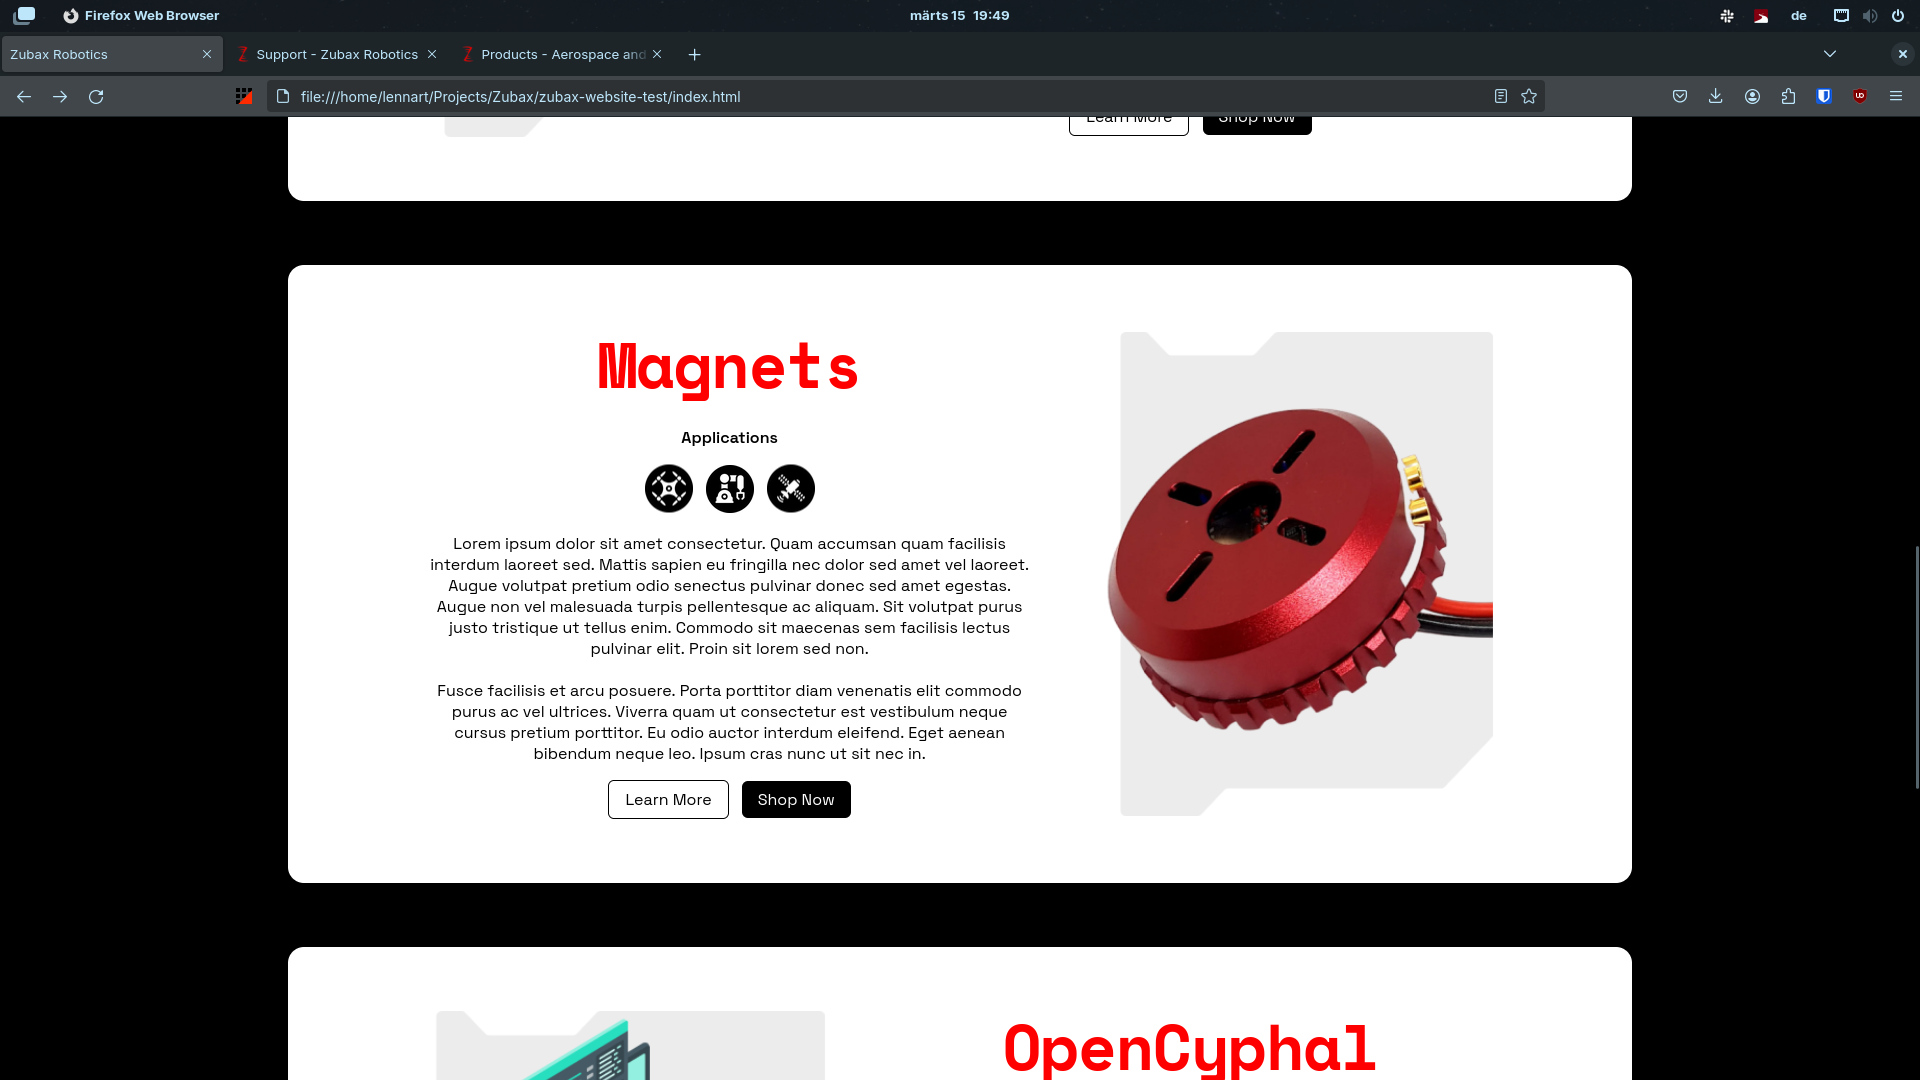 Firefox Web Browser
märts 15 19:49
de
Zubax Robotics
Support - Zubax Robotics
Products - Aerospace and
file:///home/lennart/Projects/Zubax/zubax-website-test/index.html
Learn More
Shop Now
Magnets
Applications
Lorem ipsum dolor sit amet consectetur. Quam accumsan quam facilisis
interdum laoreet sed. Mattis sapien eu fringilla nec dolor sed amet vel laoreet.
Augue volutpat pretium odio senectus pulvinar donec sed amet egestas.
Augue non vel malesuada turpis pellentesque ac aliquam. Sit volutpat purus
justo tristique ut tellus enim. Commodo sit maecenas sem facilisis lectus
pulvinar elit. Proin sit lorem sed non.
Fusce facilisis et arcu posuere. Porta porttitor diam venenatis elit commodo
purus ac vel ultrices. Viverra quam ut consectetur est vestibulum neque
cursus pretium porttitor. Eu odio auctor interdum eleifend. Eget aenean
bibendum neque leo. Ipsum cras nunc ut sit nec in.
Learn More
Shop Now
OpenCyphal